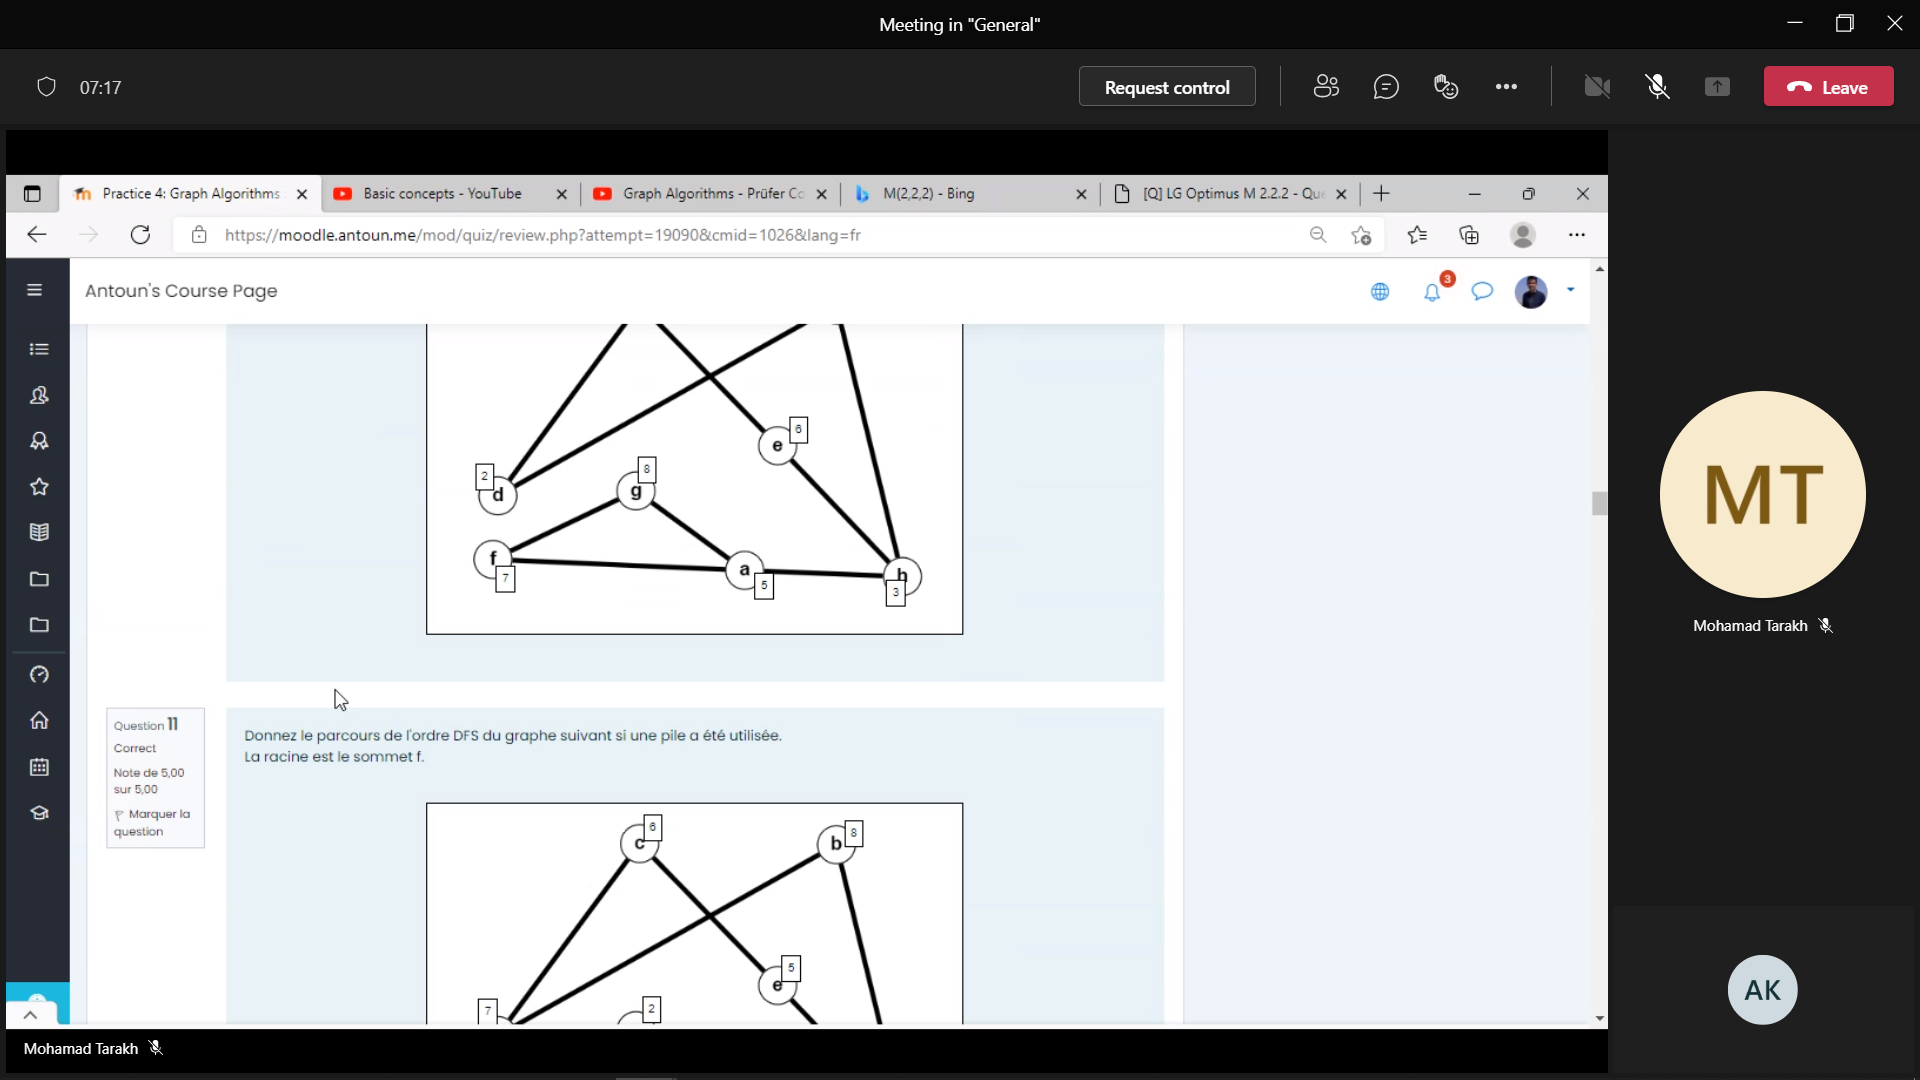 Meeting in "General"
07:17
Request control
Leave
Practice 4: Graph Algorithms
Basic concepts - YouTube
Graph Algorithms - Prüfer Co
M(2,2,2) - Bing
[Q] LG Optimus M 2.2.2 - Que
https://moodle.antoun.me/mod/quiz/review.php?attempt=19090&cmid=1026&lang=fr
Antoun's Course Page
3
6
e
2
d
8
g
f
7
a
5
h
3
Question 11
Correct
Note de 5,00
sur 5,00
Marquer la
question
Donnez le parcours de l'ordre DFS du graphe suivant si une pile a été utilisée.
La racine est le sommet f.
c
6
b
8
e
5
7
2
MT
Mohamad Tarakh
AK
Mohamad Tarakh